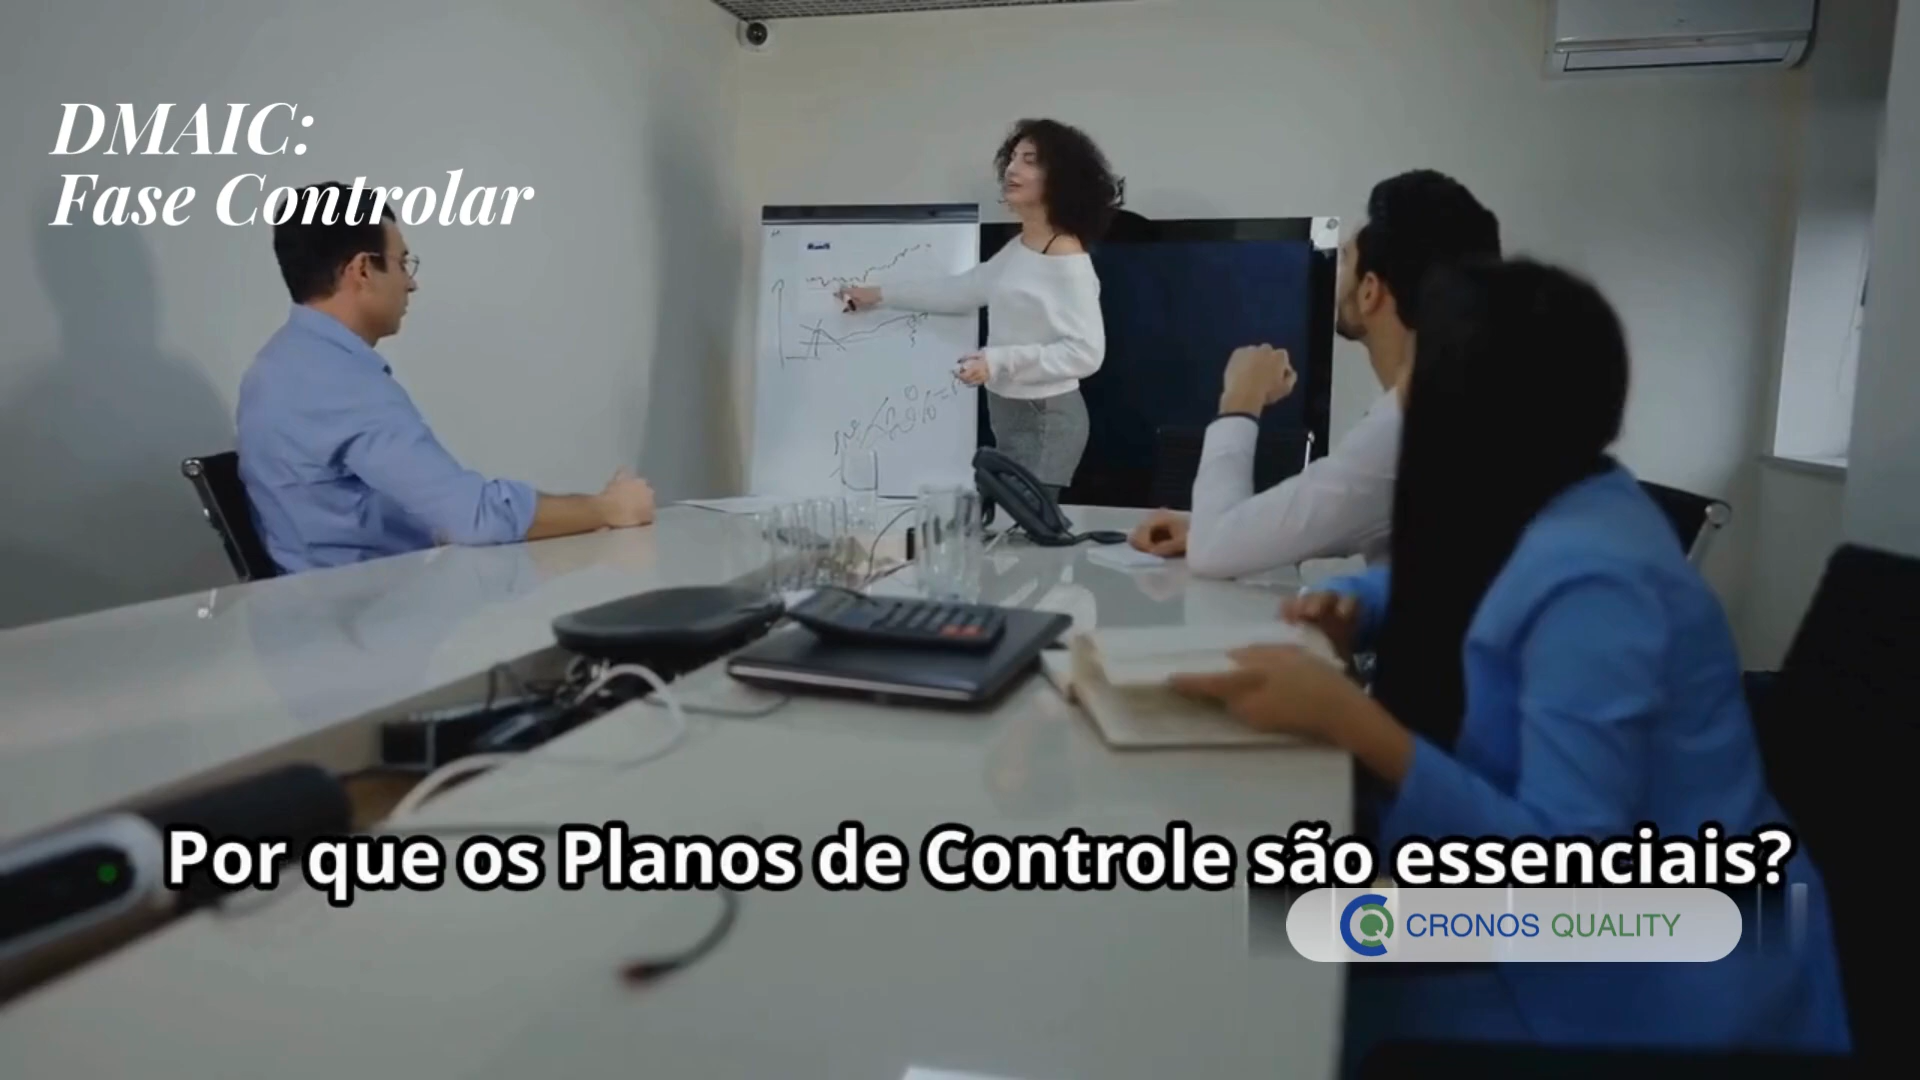 DMAIC:
Fase Controlar
Por que os Planos de Controle são essenciais?
CRONOS QUALITY